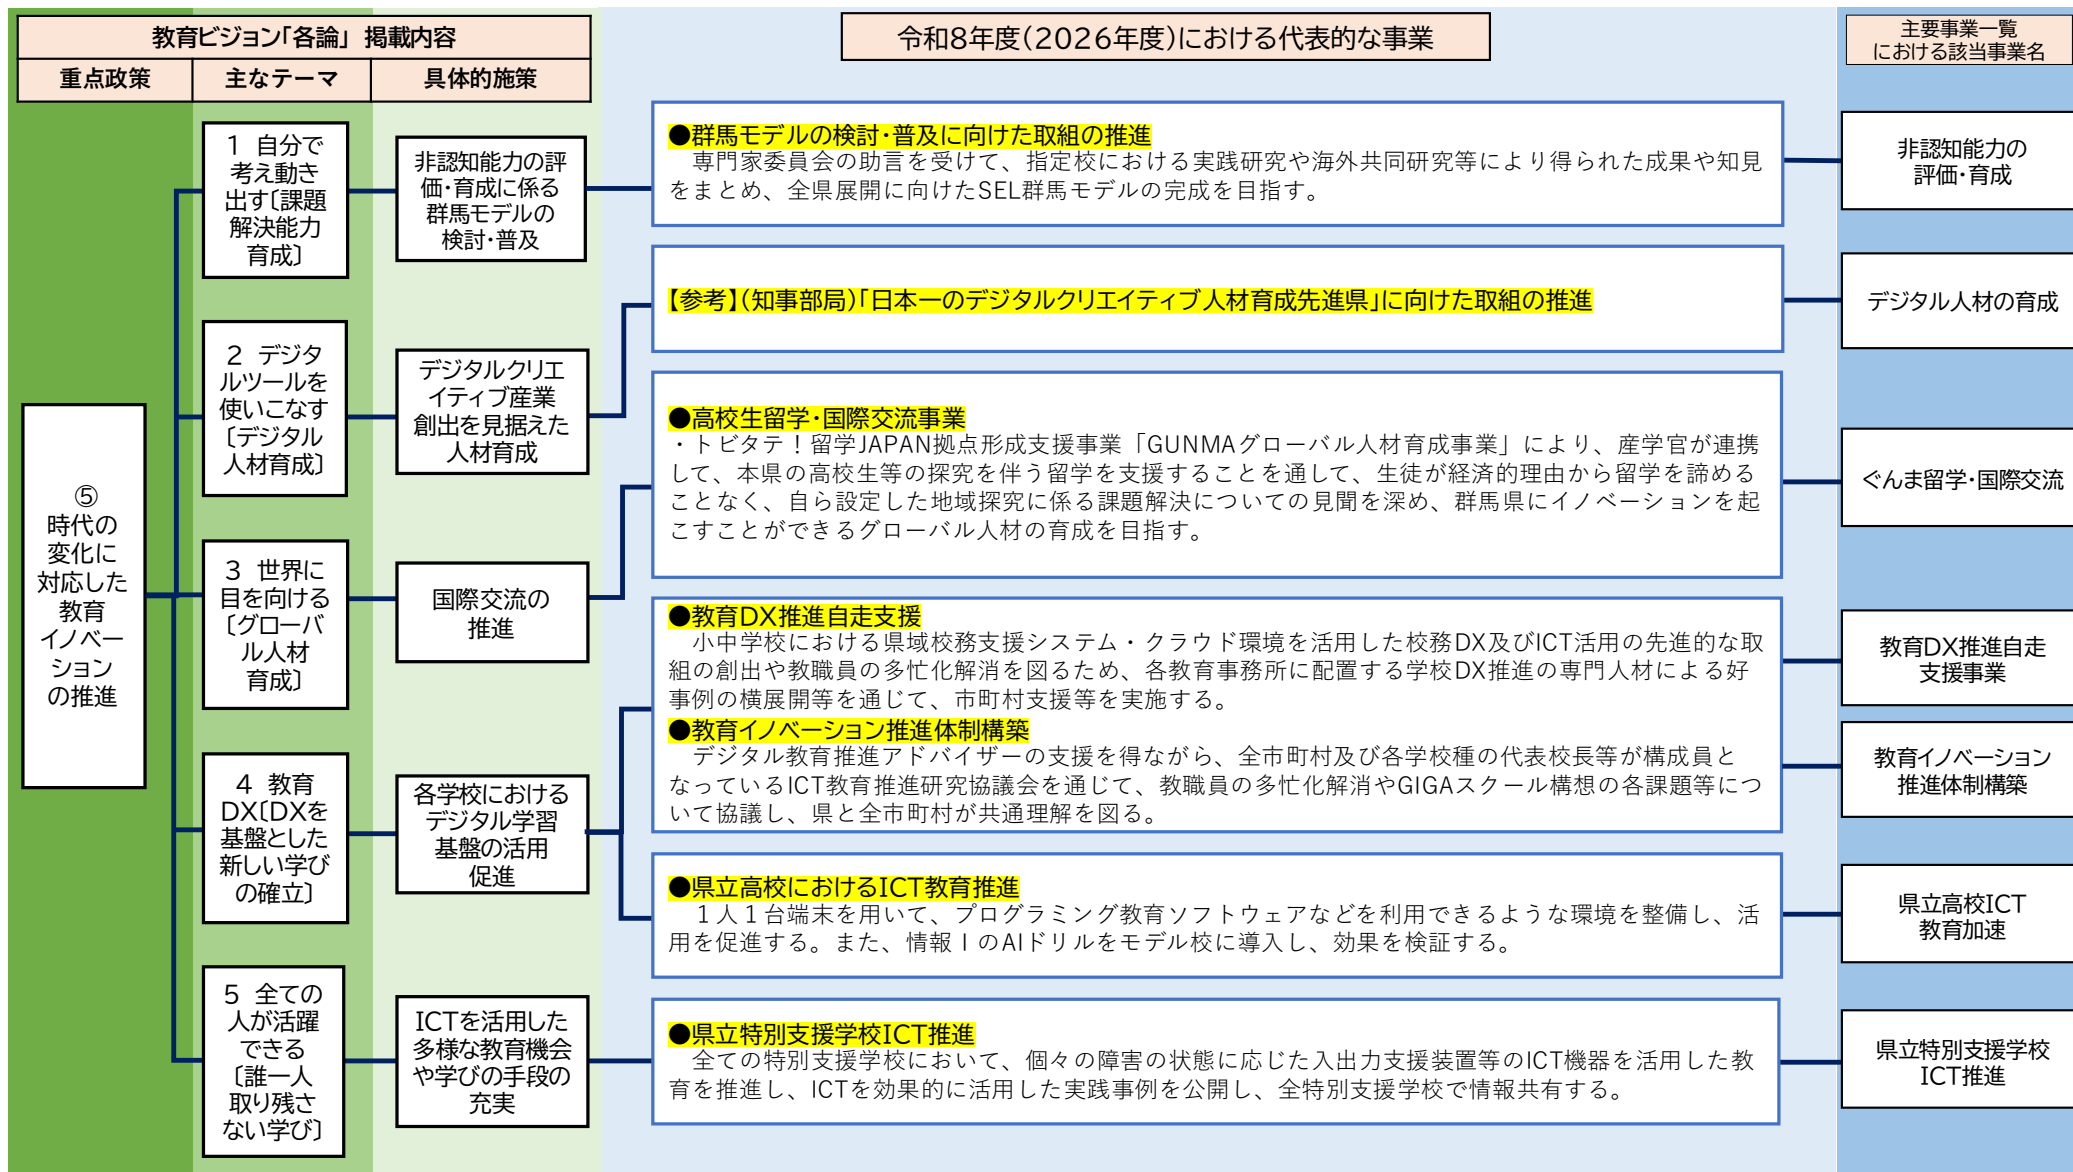 教育ビジョン「各論」 掲載内容
重点政策
主なテーマ
具体的施策
令和８年度（2026年度）における代表的な事業
主要事業一覧
における該当事業名
⑤
時代の
変化に
対応した
教育
イノベー
ション
の推進
１ 自分で
考え動き
出す〔課題
解決能力
育成〕
非認知能力の評
価・育成に係る
群馬モデルの
検討・普及
●群馬モデルの検討・普及に向けた取組の推進
専門家委員会の助言を受けて、指定校における実践研究や海外共同研究等により得られた成果や知見
をまとめ、全県展開に向けたSEL群馬モデルの完成を目指す。
非認知能力の
評価・育成
２ デジタ
ルツールを
使いこなす
〔デジタル
人材育成〕
デジタルクリエ
イティブ産業
創出を見据えた
人材育成
【参考】（知事部局）「日本一のデジタルクリエイティブ人材育成先進県」に向けた取組の推進
デジタル人材の育成
３ 世界に
目を向ける
〔グローバ
ル人材
育成〕
国際交流の
推進
●高校生留学・国際交流事業
・トビタテ！留学JAPAN拠点形成支援事業「GUNMAグローバル人材育成事業」により、産学官が連携
して、本県の高校生等の探究を伴う留学を支援することを通して、生徒が経済的理由から留学を諦める
ことなく、自ら設定した地域探究に係る課題解決についての見聞を深め、群馬県にイノベーションを起
こすことができるグローバル人材の育成を目指す。
ぐんま留学・国際交流
４ 教育
DX〔DXを
基盤とした
新しい学び
の確立〕
各学校における
デジタル学習
基盤の活用
促進
●教育DX推進自走支援
小中学校における県域校務支援システム・クラウド環境を活用した校務DX及びICT活用の先進的な取
組の創出や教職員の多忙化解消を図るため、各教育事務所に配置する学校DX推進の専門人材による好
事例の横展開等を通じて、市町村支援等を実施する。
教育DX推進自走
支援事業
●教育イノベーション推進体制構築
デジタル教育推進アドバイザーの支援を得ながら、全市町村及び各学校種の代表校長等が構成員と
なっているICT教育推進研究協議会を通じて、教職員の多忙化解消やGIGAスクール構想の各課題等につ
いて協議し、県と全市町村が共通理解を図る。
教育イノベーション
推進体制構築
●県立高校におけるICT教育推進
１人１台端末を用いて、プログラミング教育ソフトウェアなどを利用できるような環境を整備し、活
用を促進する。また、情報ⅠのAIドリルをモデル校に導入し、効果を検証する。
県立高校ICT
教育加速
５ 全ての
人が活躍
できる
〔誰一人
取り残さ
ない学び〕
ICTを活用した
多様な教育機会
や学びの手段の
充実
●県立特別支援学校ICT推進
全ての特別支援学校において、個々の障害の状態に応じた入出力支援装置等のICT機器を活用した教
育を推進し、ICTを効果的に活用した実践事例を公開し、全特別支援学校で情報共有する。
県立特別支援学校
ICT推進